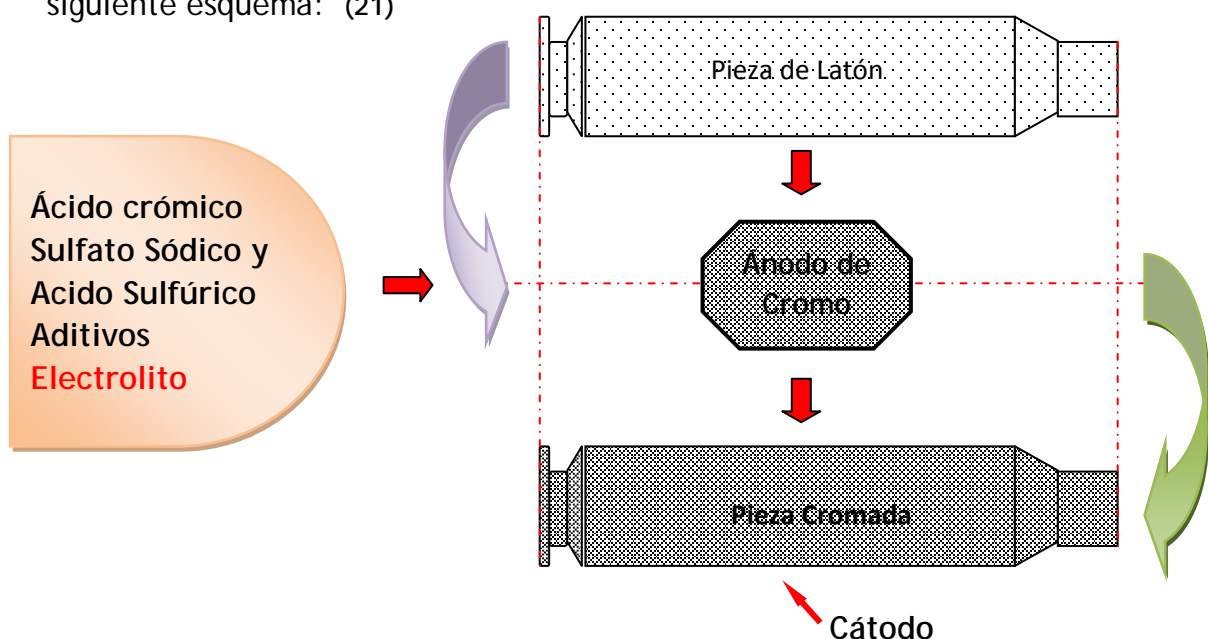 siguiente esquema: (21)
Pieza de Latón
Ácido crómico
Sulfato Sódico y
Acido Sulfúrico
Aditivos
Electrolito
Ánodo de
Cromo
Pieza Cromada
Cátodo